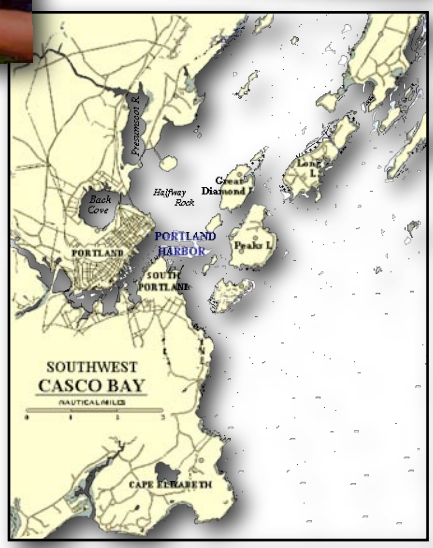 Presumscot R.
Long
I.
Great
Diamond I
Halfway
Rock
Back
Cove
PORTLAND
HARBOR
Peaks I.
PORTLAND
SOUTH
PORTLAND
SOUTHWEST
CASCO BAY
NAUTICAL MILES
CAPE ELIZABETH